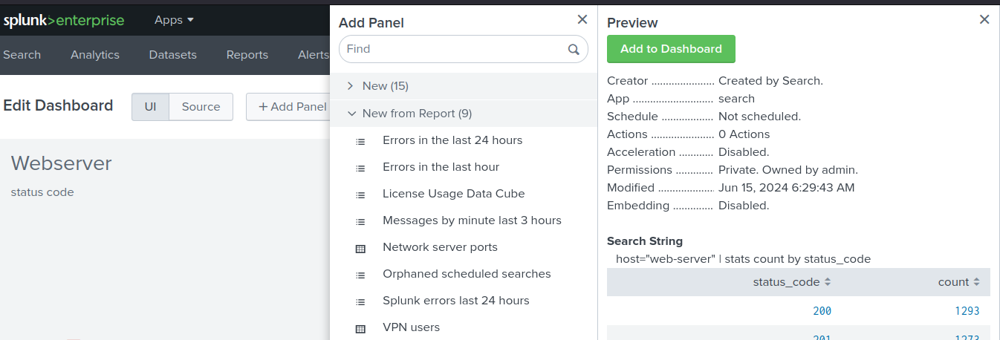 splunk>enterprise Apps
Search Analytics Datasets Reports Alerts
Edit Dashboard UI Source + Add Panel
Webserver
status code
Add Panel
Find
New (15)
New from Report (9)
Errors in the last 24 hours
Errors in the last hour
License Usage Data Cube
Messages by minute last 3 hours
Network server ports
Orphaned scheduled searches
Splunk errors last 24 hours
VPN users
Preview
Add to Dashboard
Creator ...................... Created by Search.
App ........................... search
Schedule .................. Not scheduled.
Actions ...................... 0 Actions
Acceleration ............ Disabled.
Permissions ............. Private. Owned by admin.
Modified .................... Jun 15, 2024 6:29:43 AM
Embedding .............. Disabled.
Search String
host="web-server" | stats count by status_code
status_code count
200 1293
201 1273